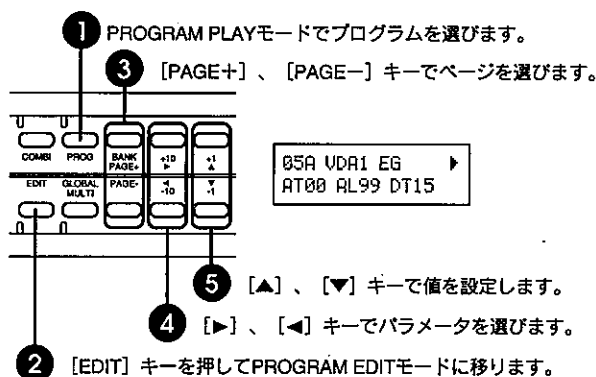 1 PROGRAM PLAYモードでプログラムを選びます。
3 [PAGE+]、[PAGE−] キーでページを選びます。
COMBI PROG BANK PAGE+ +10 ▶ +1 ▲
EDIT GLOBAL MULTI PAGE- ◀ -10 ▼ -1
05A VDA1 EG ▶
AT00 AL99 DT15
5 [▲]、[▼] キーで値を設定します。
4 [▶]、[◀] キーでパラメータを選びます。
2 [EDIT] キーを押してPROGRAM EDITモードに移ります。